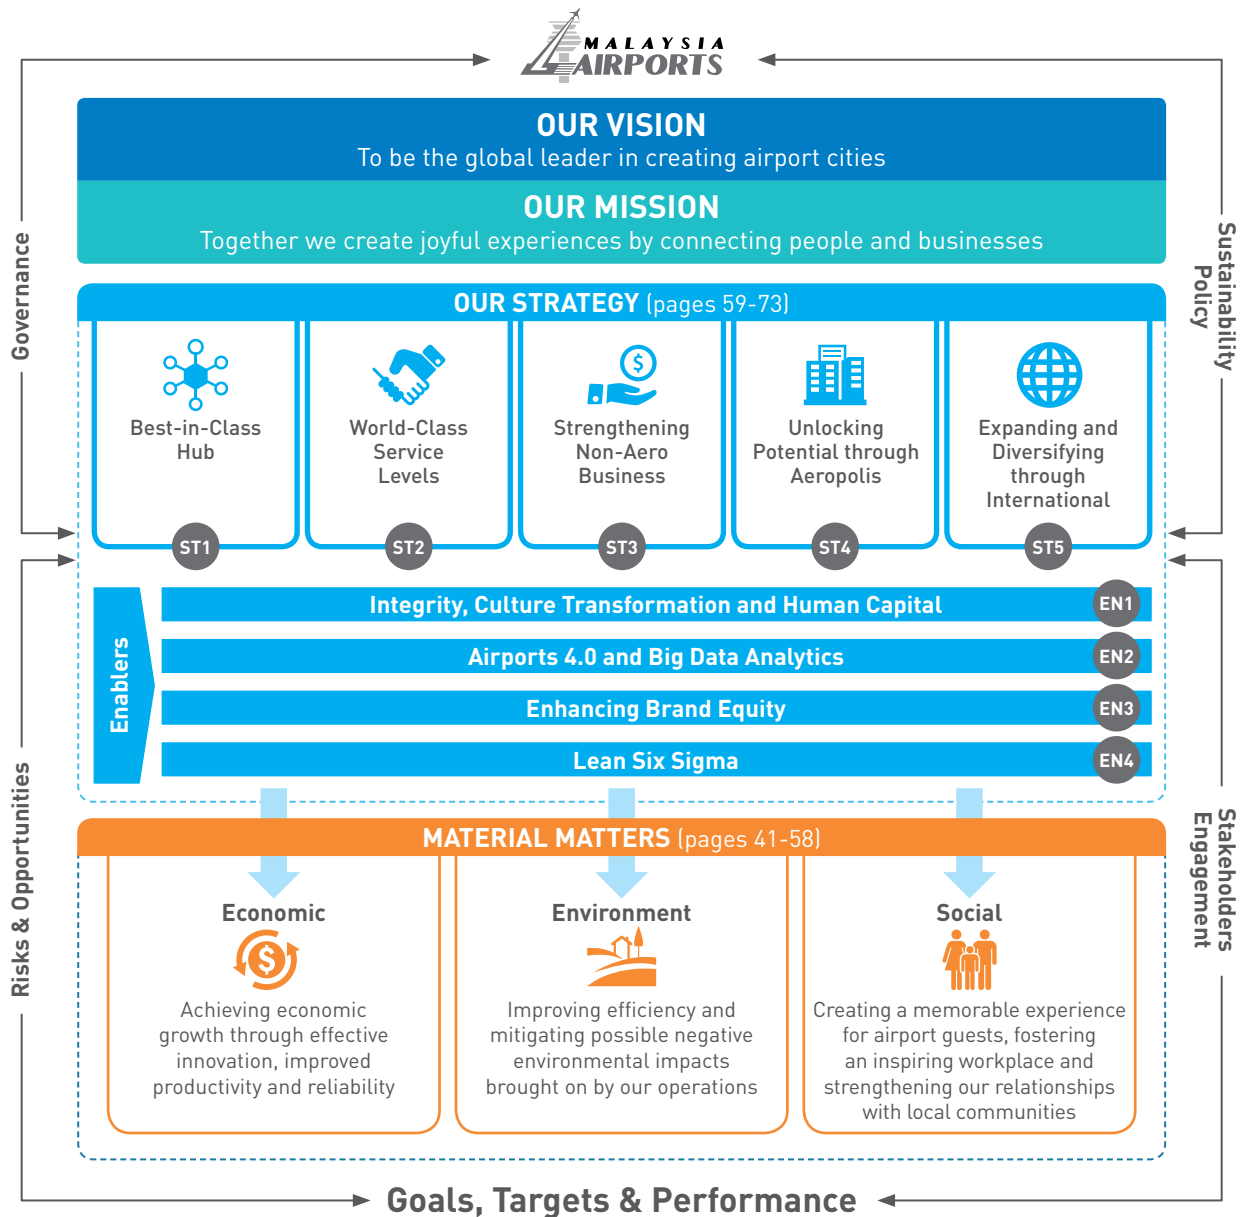 MALAYSIA
AIRPORTS
OUR VISION
To be the global leader in creating airport cities
OUR MISSION
Together we create joyful experiences by connecting people and businesses
Governance
Sustainability
Policy
OUR STRATEGY (pages 59-73)
Best-in-Class
Hub
ST1
World-Class
Service
Levels
ST2
$
Strengthening
Non-Aero
Business
ST3
Unlocking
Potential through
Aeropolis
ST4
Expanding and
Diversifying
through
International
ST5
Enablers
Integrity, Culture Transformation and Human Capital
EN1
Airports 4.0 and Big Data Analytics
EN2
Enhancing Brand Equity
EN3
Lean Six Sigma
EN4
Risks & Opportunities
Stakeholders
Engagement
MATERIAL MATTERS (pages 41-58)
Economic
$
Achieving economic
growth through effective
innovation, improved
productivity and reliability
Environment
Improving efficiency and
mitigating possible negative
environmental impacts
brought on by our operations
Social
Creating a memorable experience
for airport guests, fostering
an inspiring workplace and
strengthening our relationships
with local communities
Goals, Targets & Performance